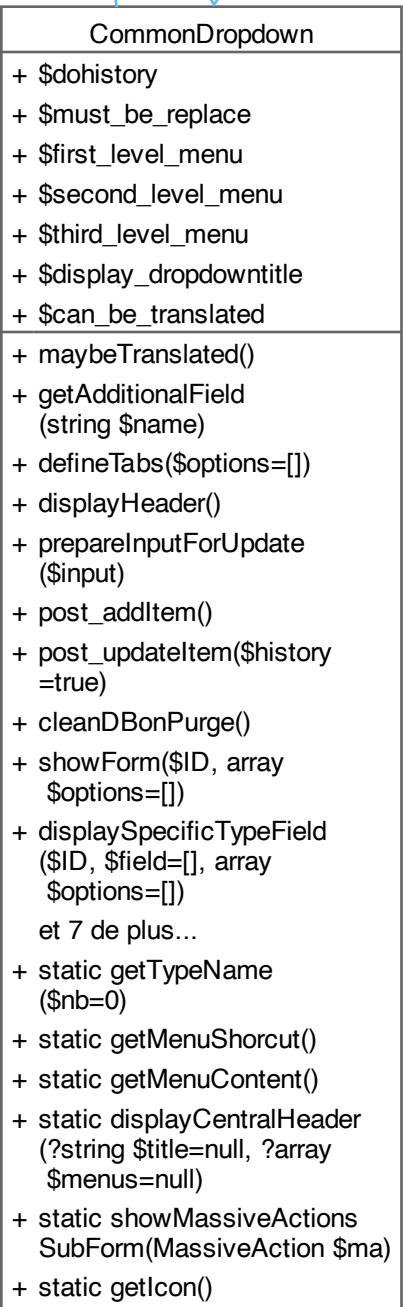 CommonDropdown
+ $dohistory
+ $must_be_replace
+ $first_level_menu
+ $second_level_menu
+ $third_level_menu
+ $display_dropdowntitle
+ $can_be_translated
+ maybeTranslated()
+ getAdditionalField
(string $name)
+ defineTabs($options=[])
+ displayHeader()
+ prepareInputForUpdate
($input)
+ post_addItem()
+ post_updateItem($history
=true)
+ cleanDBonPurge()
+ showForm($ID, array
$options=[])
+ displaySpecificTypeField
($ID, $field=[], array
$options=[])
et 7 de plus...
+ static getTypeName
($nb=0)
+ static getMenuShorcut()
+ static getMenuContent()
+ static displayCentralHeader
(?string $title=null, ?array
$menus=null)
+ static showMassiveActions
SubForm(MassiveAction $ma)
+ static getIcon()